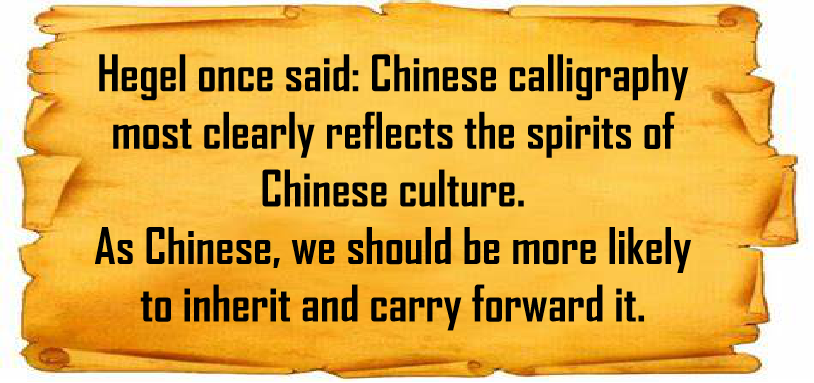 Hegel once said: Chinese calligraphy
most clearly reflects the spirits of
Chinese culture.
As Chinese, we should be more likely
to inherit and carry forward it.